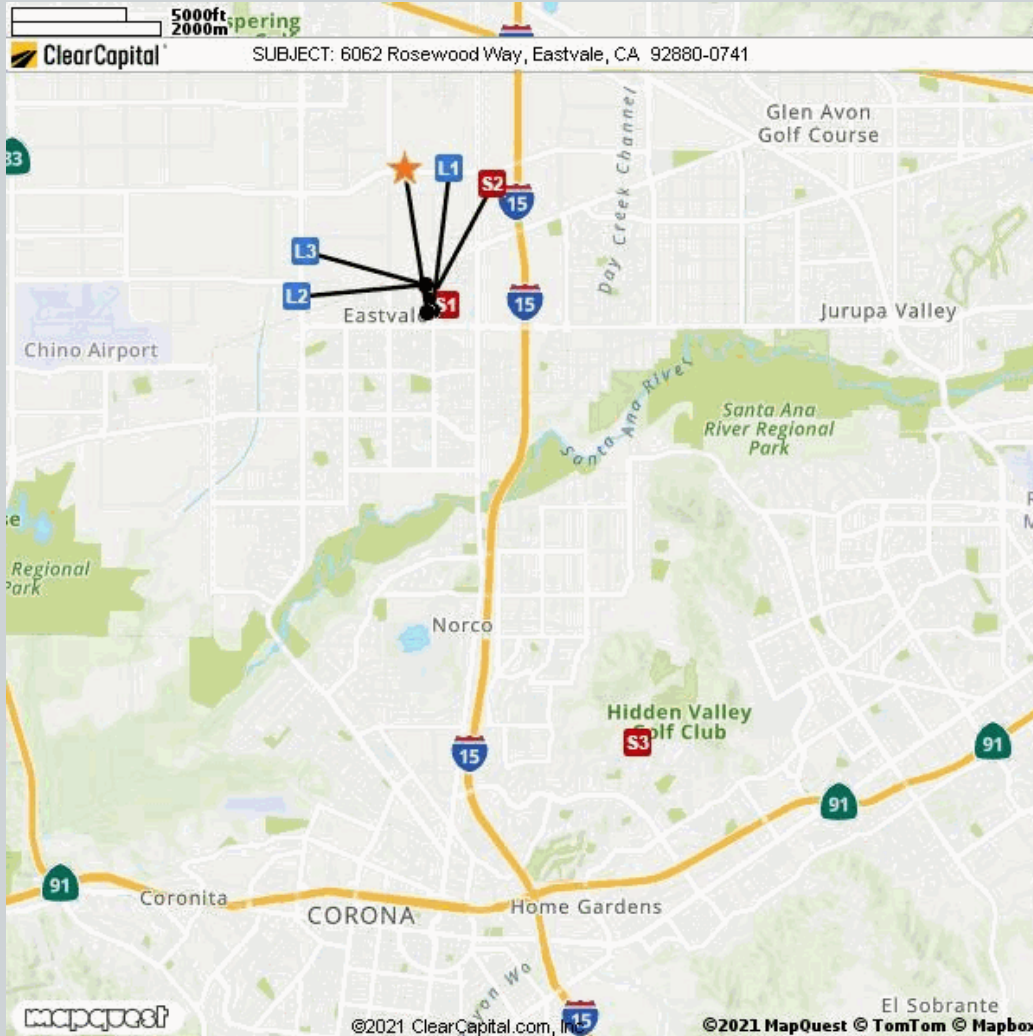 5000ft
2000m
spering
ClearCapital
SUBJECT: 6062 Rosewood Way, Eastvale, CA 92880-0741
Glen Avon
Golf Course
83
L1
S2
15
Day Creek Channel
L3
L2
S1
15
Eastvale
Jurupa Valley
Chino Airport
Santa Ana River
Santa Ana
River Regional
Park
se
Regional
Park
Norco
Hidden Valley
Golf Club
S3
15
91
91
91
Coronita
CORONA
Home Gardens
15
El Sobrante
mapquest
©2021 ClearCapital.com, Inc
©2021 MapQuest © TomTom © Mapbo